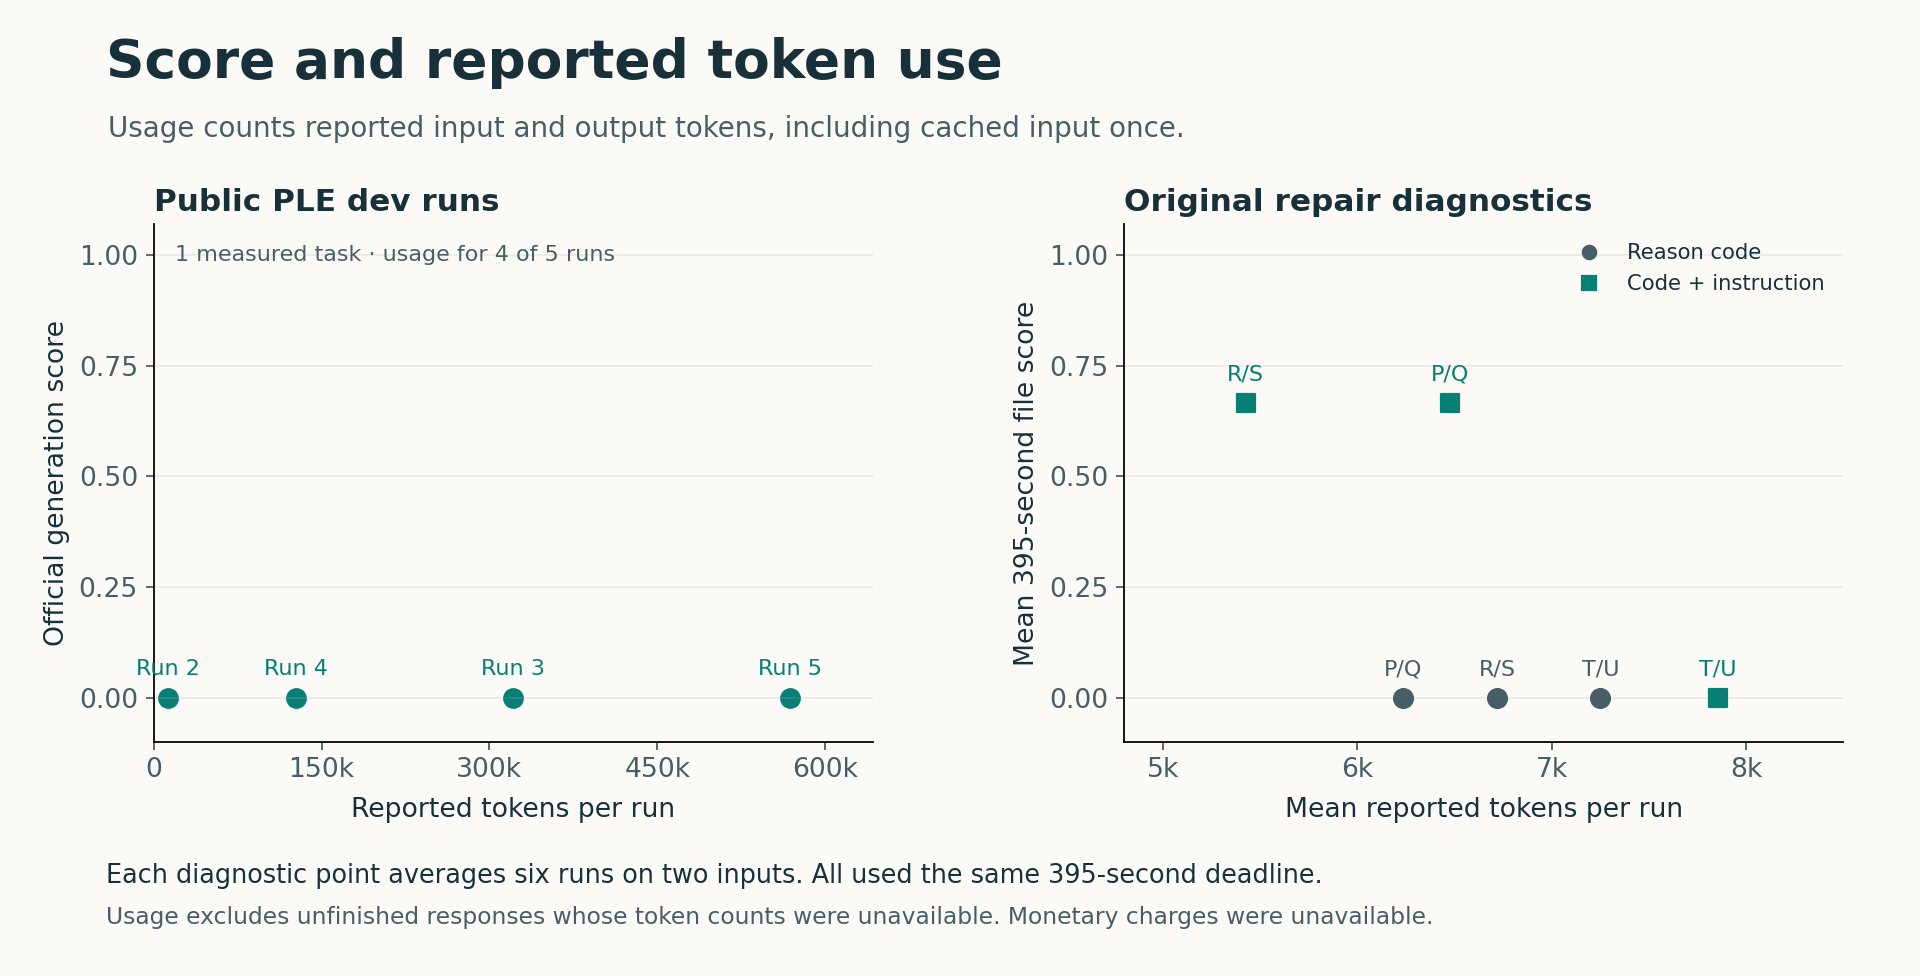 Score and reported token use
Usage counts reported input and output tokens, including cached input once.
Public PLE dev runs
1 measured task · usage for 4 of 5 runs
Official generation score
1.00
0.75
0.50
0.25
0.00
Run 2
Run 4
Run 3
Run 5
0
150k
300k
450k
600k
Reported tokens per run
Original repair diagnostics
Reason code
Code + instruction
Mean 395-second file score
1.00
0.75
0.50
0.25
0.00
R/S
P/Q
P/Q
R/S
T/U
T/U
5k
6k
7k
8k
Mean reported tokens per run
Each diagnostic point averages six runs on two inputs. All used the same 395-second deadline.
Usage excludes unfinished responses whose token counts were unavailable. Monetary charges were unavailable.